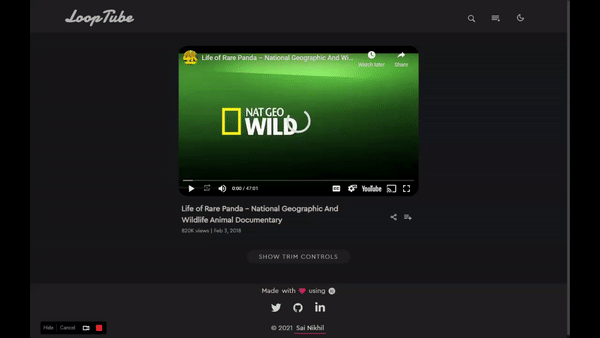 LoopTube
Life of Rare Panda – National Geographic And Wi...
Watch later
Share
NAT GEO
WILD
0:00 / 47:01
CC
YouTube
Life of Rare Panda – National Geographic And
Wildlife Animal Documentary
820K views | Feb 3, 2018
SHOW TRIM CONTROLS
Made with ❤ using N
© 2021 Sai Nikhil
Hide Cancel